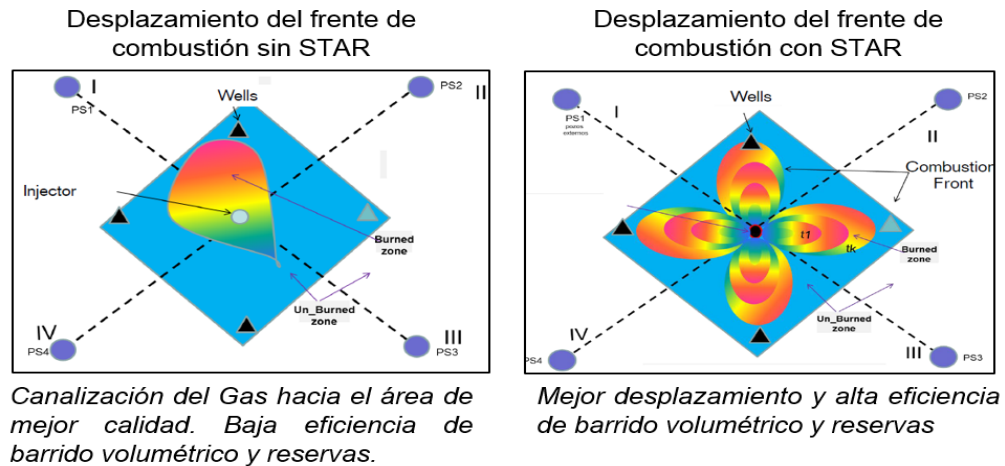 Desplazamiento del frente de
combustión sin STAR
Wells
I
PS1
PS2
II
Injector
Burned
zone
Un_Burned
zone
IV
PS4
III
PS3
Canalización del Gas hacia el área de
mejor calidad. Baja eficiencia de
barrido volumétrico y reservas.
Desplazamiento del frente de
combustión con STAR
Wells
I
PS1
pozos
externos
PS2
II
Combustion
Front
t1
tk
Burned
zone
Un_Burned
zone
IV
PS4
III
PS3
Mejor desplazamiento y alta eficiencia
de barrido volumétrico y reservas